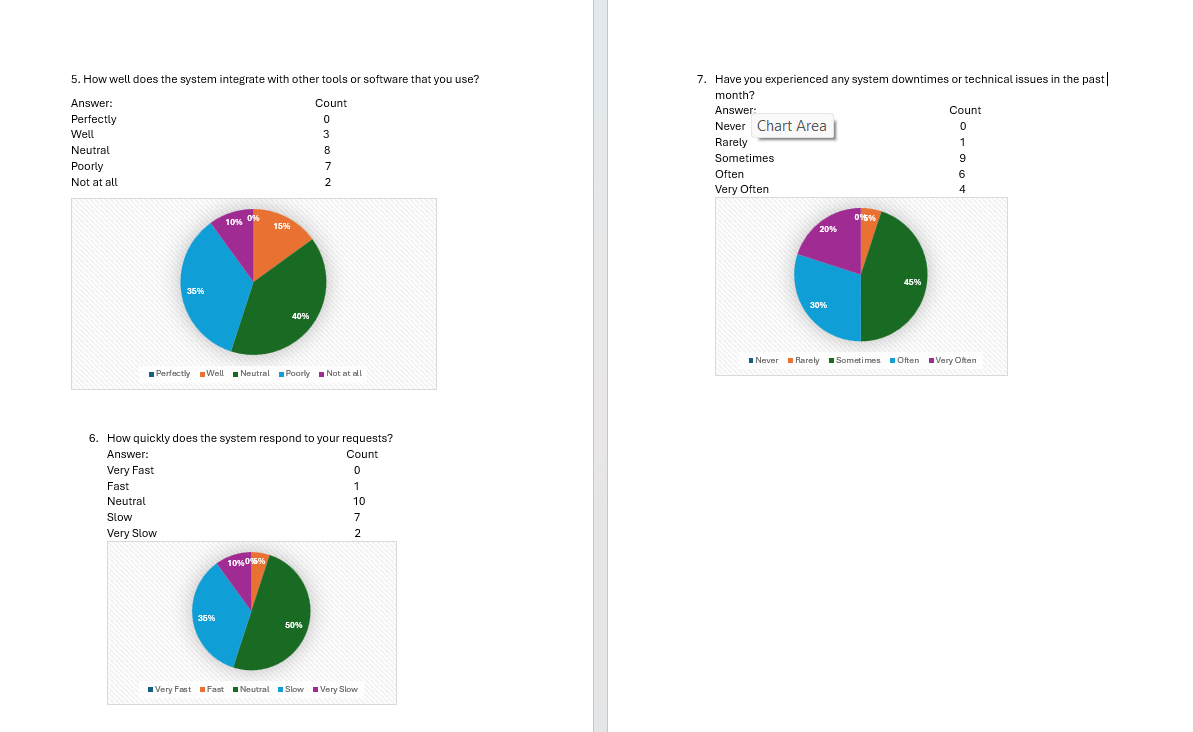 5. How well does the system integrate with other tools or software that you use?
Answer: Count
Perfectly 0
Well 3
Neutral 8
Poorly 7
Not at all 2
10% 0% 15%
35%
40%
Perfectly Well Neutral Poorly Not at all
6. How quickly does the system respond to your requests?
Answer: Count
Very Fast 0
Fast 1
Neutral 10
Slow 7
Very Slow 2
10% 0% 5%
35%
50%
Very Fast Fast Neutral Slow Very Slow
7. Have you experienced any system downtimes or technical issues in the past
month?
Answer: Count
Never 0
Chart Area
Rarely 1
Sometimes 9
Often 6
Very Often 4
0% 5%
20%
45%
30%
Never Rarely Sometimes Often Very Often